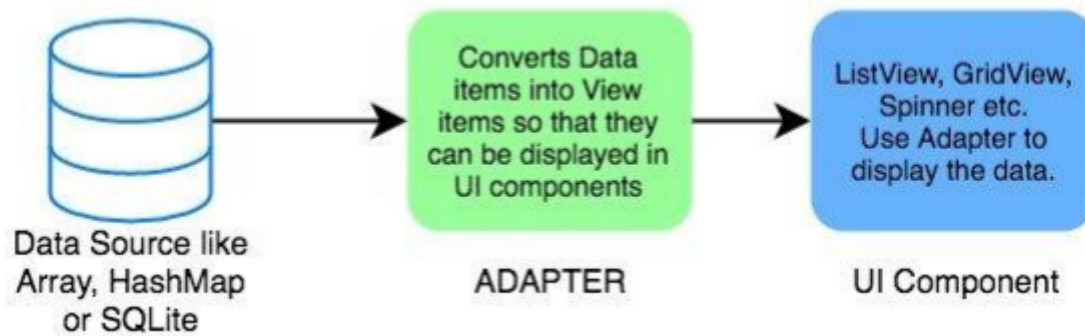 Data Source like
Array, HashMap
or SQLite
Converts Data
items into View
items so that they
can be displayed in
UI components
ADAPTER
ListView, GridView,
Spinner etc.
Use Adapter to
display the data.
UI Component